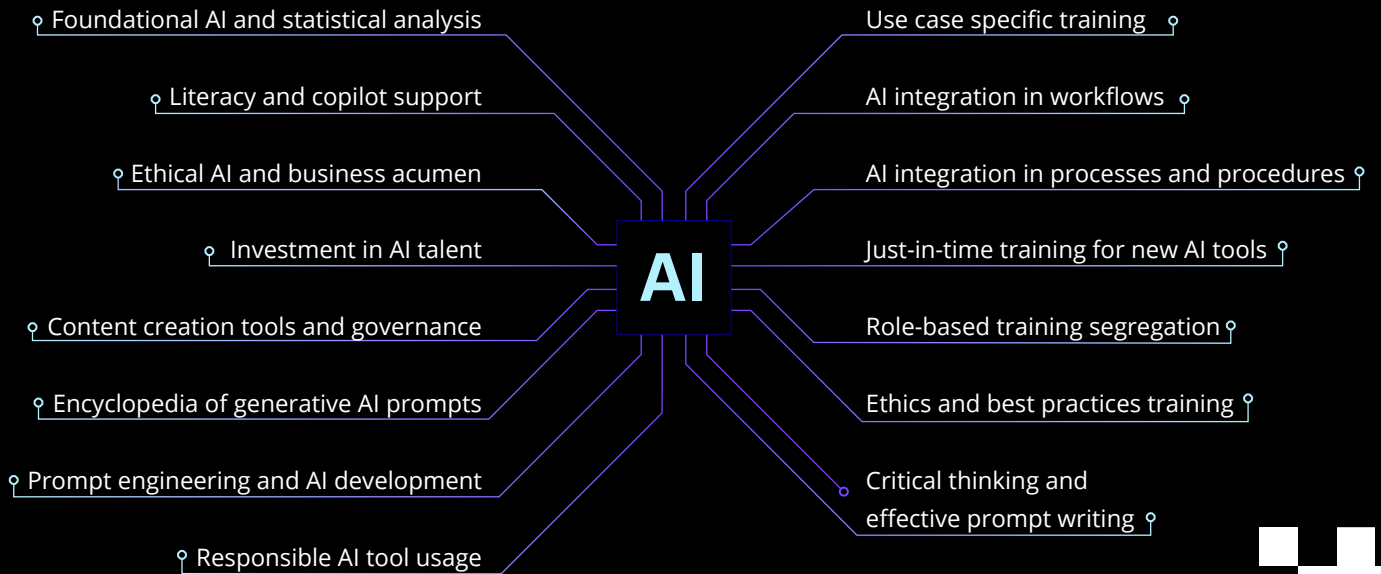 Foundational AI and statistical analysis
Literacy and copilot support
Ethical AI and business acumen
Investment in AI talent
Content creation tools and governance
Encyclopedia of generative AI prompts
Prompt engineering and AI development
Responsible AI tool usage
AI
Use case specific training
AI integration in workflows
AI integration in processes and procedures
Just-in-time training for new AI tools
Role-based training segregation
Ethics and best practices training
Critical thinking and
effective prompt writing